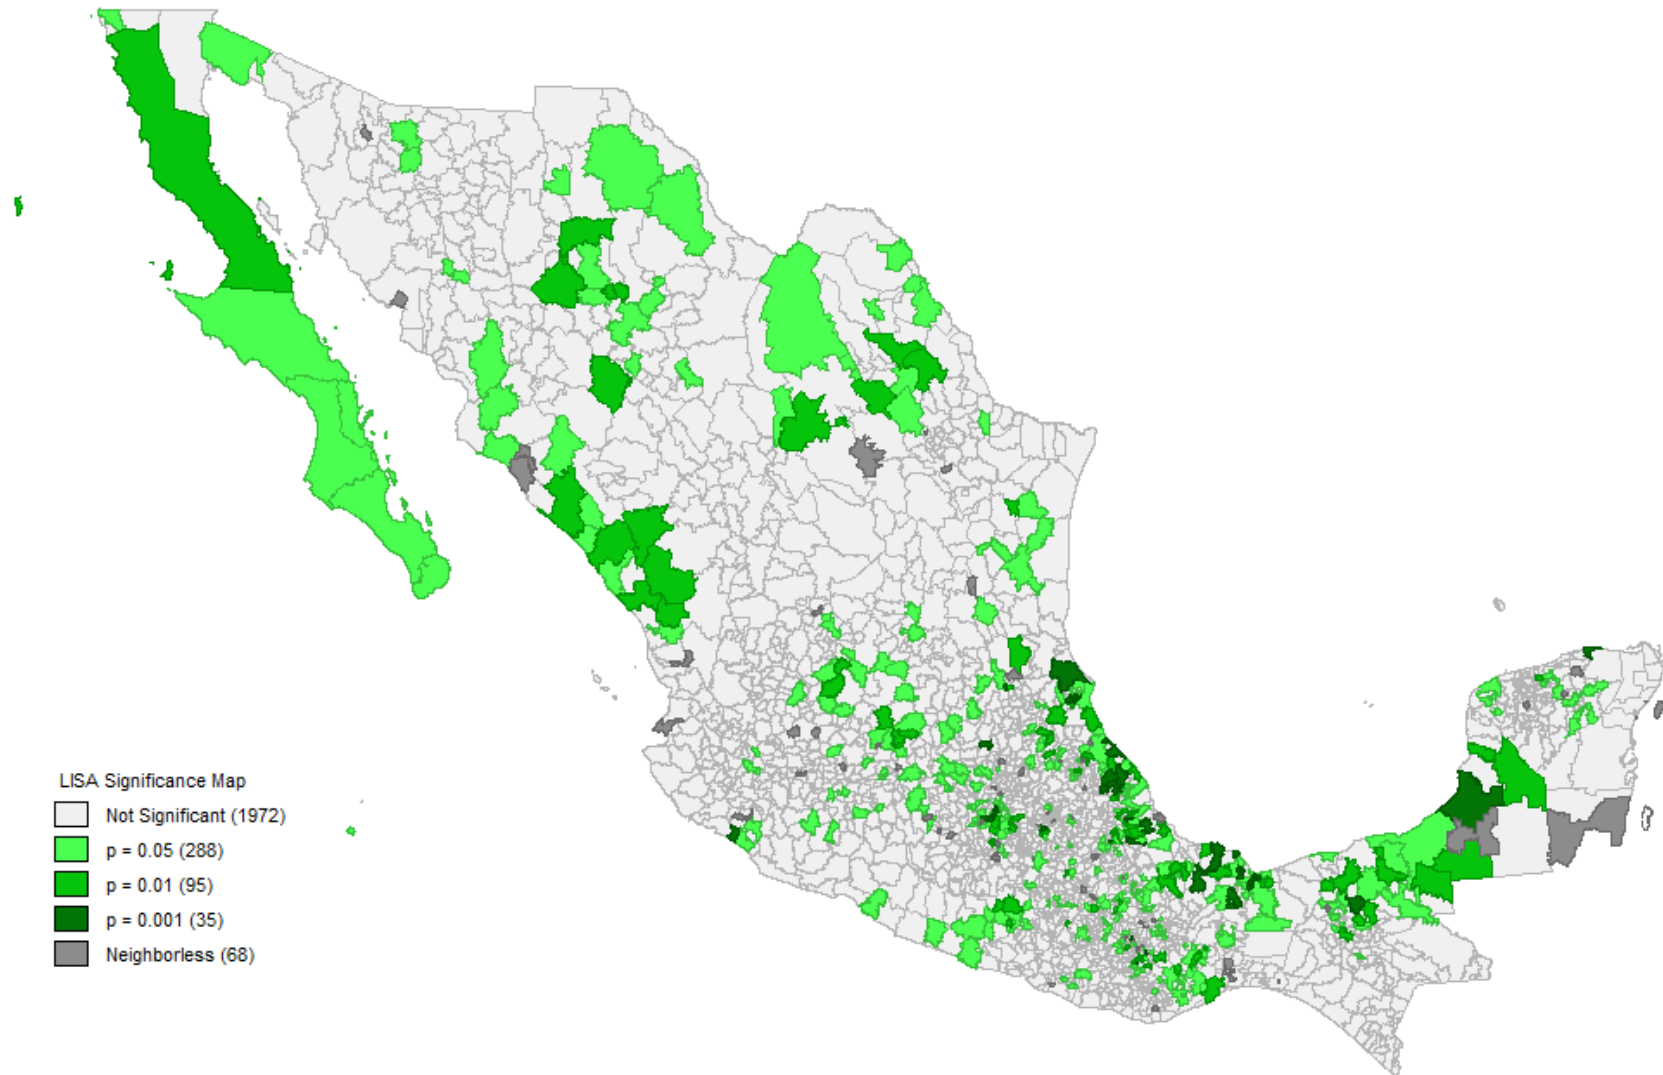 LISA Significance Map
Not Significant (1972)
p = 0.05 (288)
p = 0.01 (95)
p = 0.001 (35)
Neighborless (68)